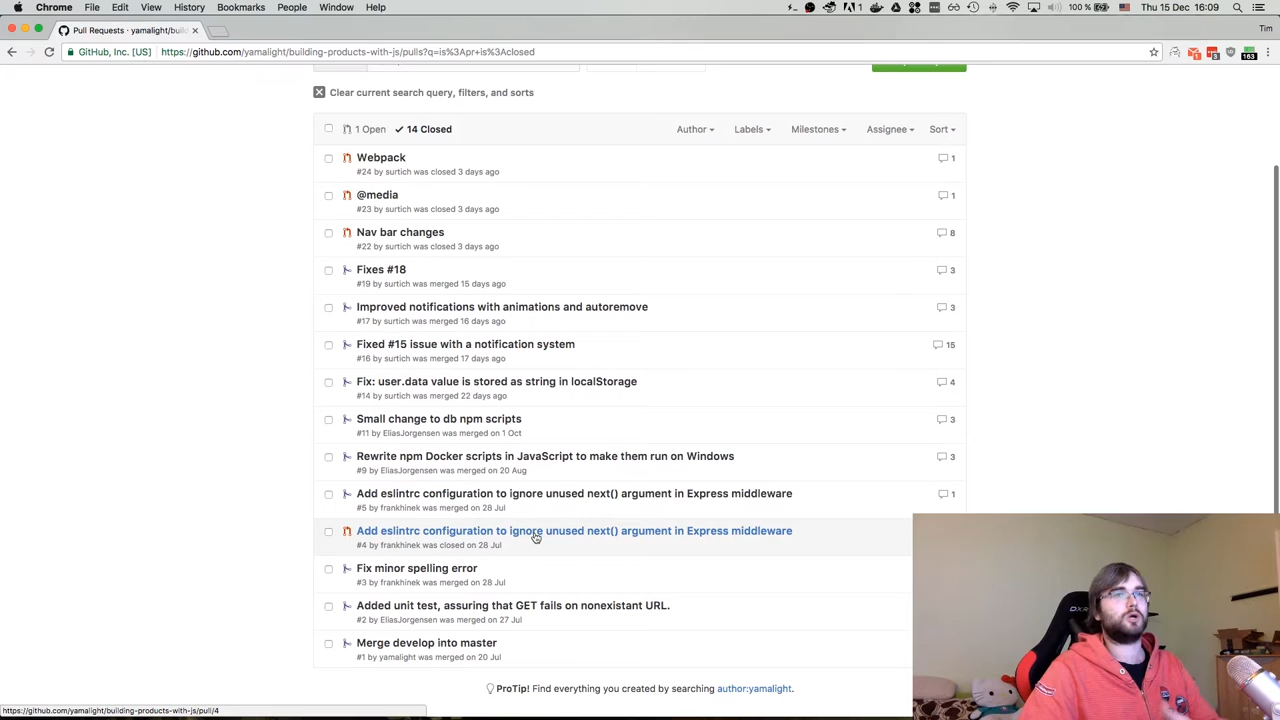 Chrome File Edit View History Bookmarks People Window Help 1 100 % Thu 15 Dec 16:09
Pull Requests · yamalight/buil Tim
GitHub, Inc. [US] https://github.com/yamalight/building-products-with-js/pulls?q=is%3Apr+is%3Aclosed 1 3 163
Clear current search query, filters, and sorts
1 Open 14 Closed Author Labels Milestones Assignee Sort
Webpack 1
#24 by surtich was closed 3 days ago
@media 1
#23 by surtich was closed 3 days ago
Nav bar changes 8
#22 by surtich was closed 3 days ago
Fixes #18 3
#19 by surtich was merged 15 days ago
Improved notifications with animations and autoremove 3
#17 by surtich was merged 16 days ago
Fixed #15 issue with a notification system 15
#16 by surtich was merged 17 days ago
Fix: user.data value is stored as string in localStorage 4
#14 by surtich was merged 22 days ago
Small change to db npm scripts 3
#11 by EliasJorgensen was merged on 1 Oct
Rewrite npm Docker scripts in JavaScript to make them run on Windows 3
#9 by EliasJorgensen was merged on 20 Aug
Add eslintrc configuration to ignore unused next() argument in Express middleware 1
#5 by frankhinek was merged on 28 Jul
Add eslintrc configuration to ignore unused next() argument in Express middleware
#4 by frankhinek was closed on 28 Jul
Fix minor spelling error
#3 by frankhinek was merged on 28 Jul
Added unit test, assuring that GET fails on nonexistant URL.
#2 by EliasJorgensen was merged on 27 Jul
Merge develop into master
#1 by yamalight was merged on 20 Jul
ProTip! Find everything you created by searching author:yamalight.
https://github.com/yamalight/building-products-with-js/pull/4
DXR